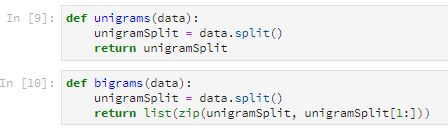 In [9]: def unigrams(data):
    unigramSplit = data.split()
    return unigramSplit
In [10]: def bigrams(data):
    unigramSplit = data.split()
    return list(zip(unigramSplit, unigramSplit[1:]))